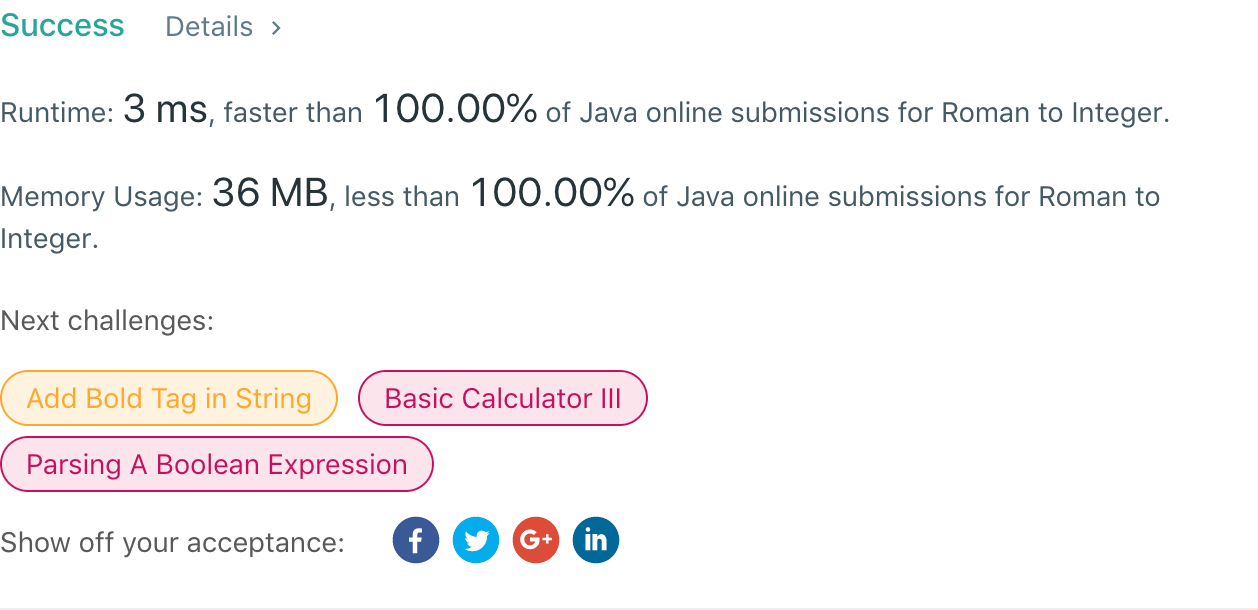 Success Details >
Runtime: 3 ms, faster than 100.00% of Java online submissions for Roman to Integer.
Memory Usage: 36 MB, less than 100.00% of Java online submissions for Roman to
Integer.
Next challenges:
Add Bold Tag in String Basic Calculator III
Parsing A Boolean Expression
Show off your acceptance: f G+ in